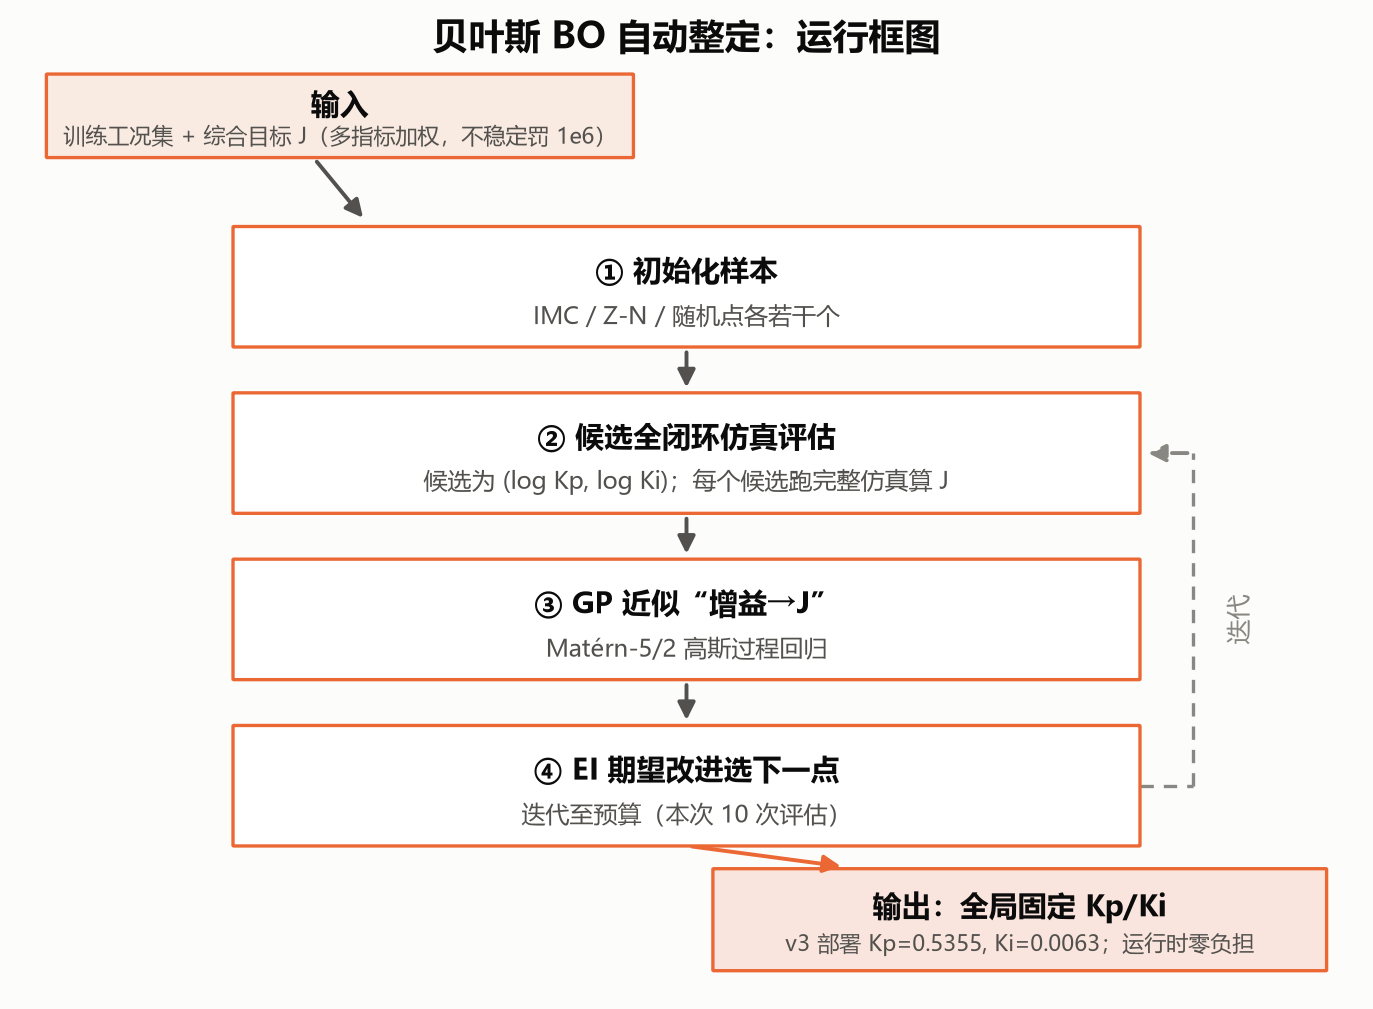 贝叶斯 BO 自动整定：运行框图
输入
训练工况集 + 综合目标 J（多指标加权，不稳定罚 1e6）
① 初始化样本
IMC / Z-N / 随机点各若干个
② 候选全闭环仿真评估
候选为 (log Kp, log Ki)；每个候选跑完整仿真算 J
③ GP 近似“增益→J”
Matérn-5/2 高斯过程回归
迭代
④ EI 期望改进选下一点
迭代至预算（本次 10 次评估）
输出：全局固定 Kp/Ki
v3 部署 Kp=0.5355, Ki=0.0063；运行时零负担